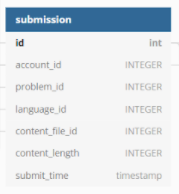 submission
id int
account_id INTEGER
problem_id INTEGER
language_id INTEGER
content_file_id INTEGER
content_length INTEGER
submit_time timestamp